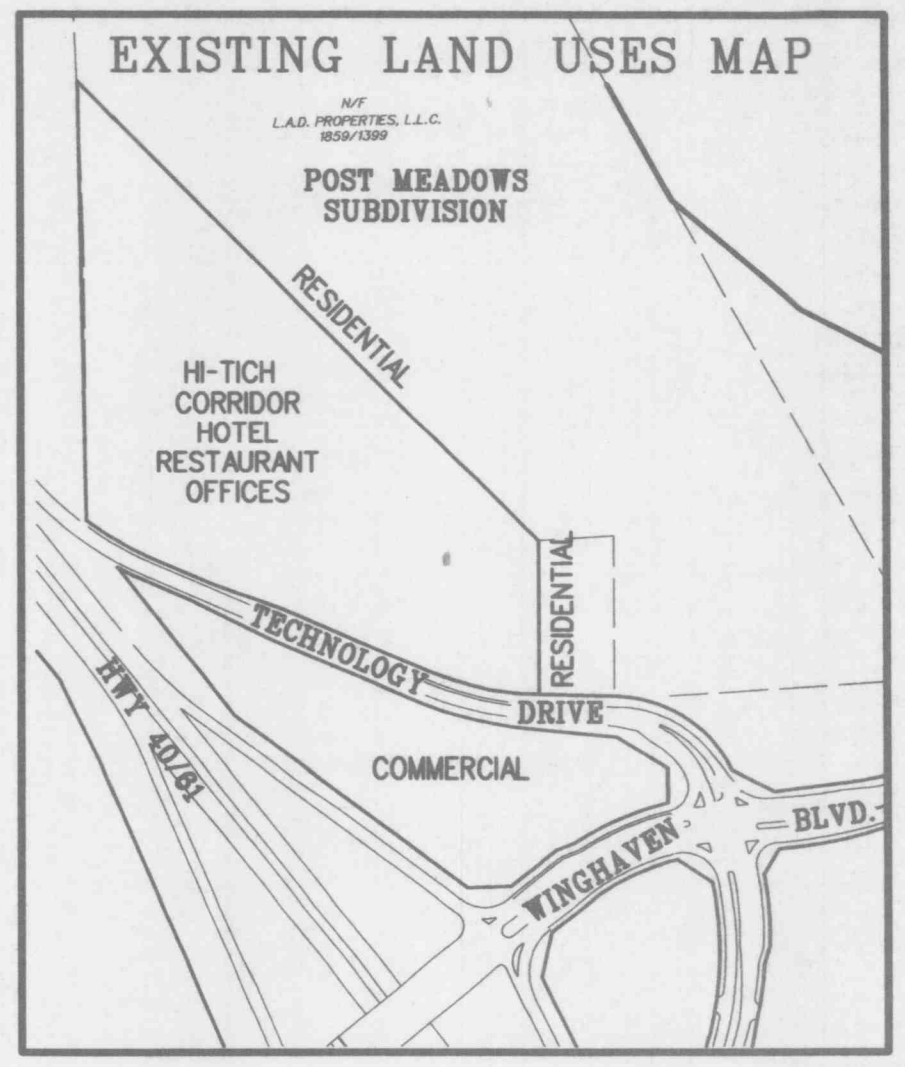 EXISTING LAND USES MAP
N/F
L.A.D. PROPERTIES, L.L.C.
1859/1399
POST MEADOWS
SUBDIVISION
RESIDENTIAL
HI-TICH
CORRIDOR
HOTEL
RESTAURANT
OFFICES
RESIDENTIAL
TECHNOLOGY
DRIVE
HWY 40/61
COMMERCIAL
WINGHAVEN
BLVD.